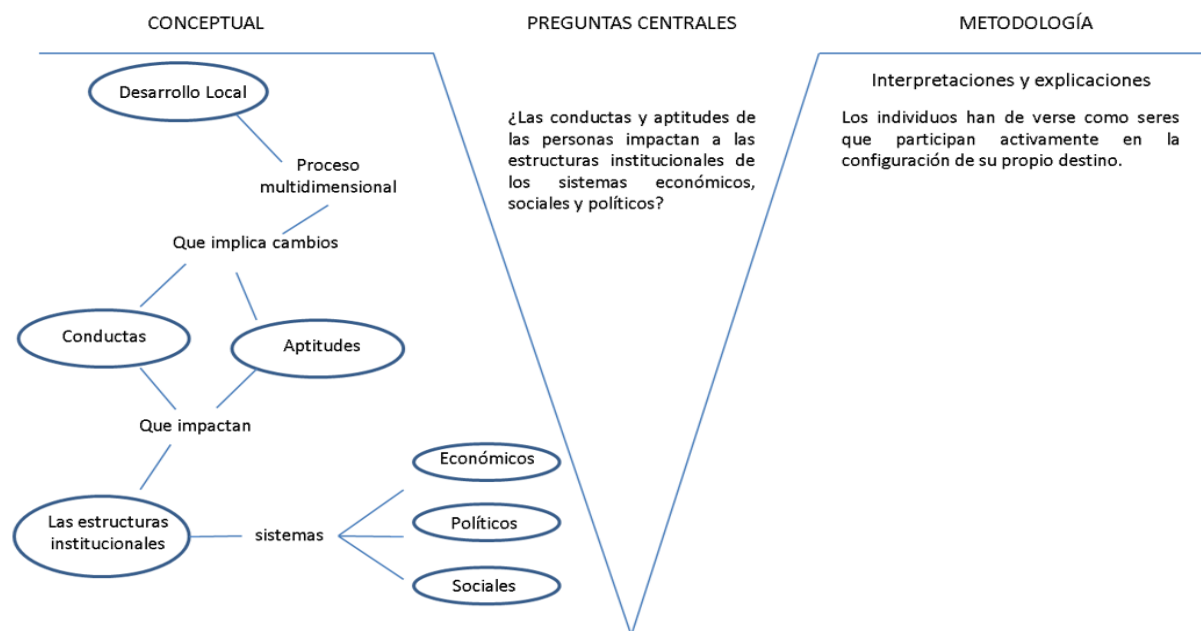 CONCEPTUAL
Desarrollo Local
Proceso
multidimensional
Que implica cambios
Conductas
Aptitudes
Que impactan
Las estructuras
institucionales
sistemas
Económicos
Políticos
Sociales
PREGUNTAS CENTRALES
¿Las conductas y aptitudes de
las personas impactan a las
estructuras institucionales de
los sistemas económicos,
sociales y políticos?
METODOLOGÍA
Interpretaciones y explicaciones
Los individuos han de verse como seres
que participan activamente en la
configuración de su propio destino.